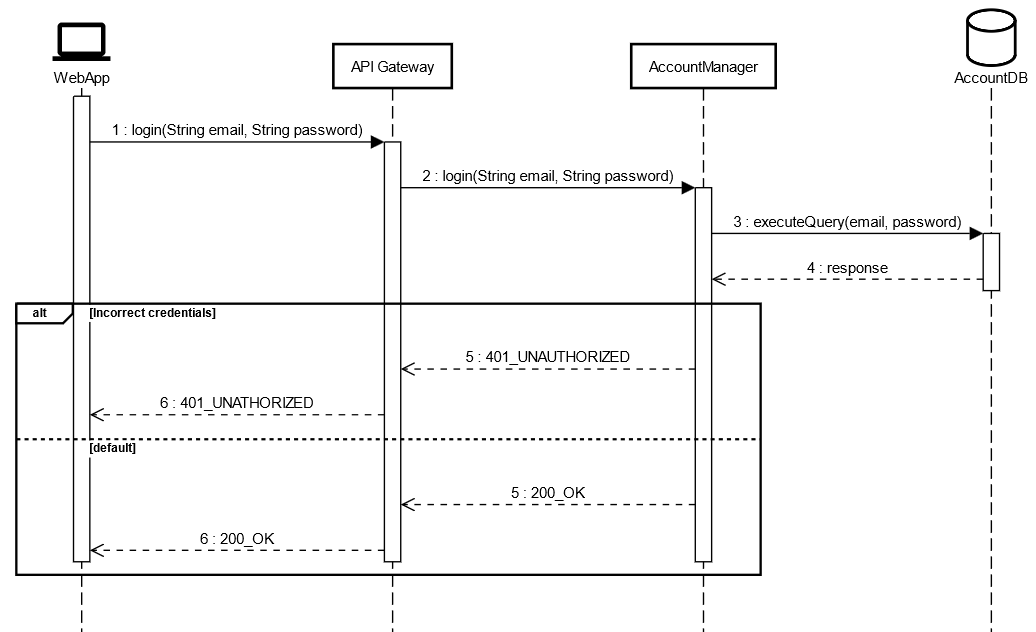 WebApp
API Gateway
AccountManager
AccountDB
1 : login(String email, String password)
2 : login(String email, String password)
3 : executeQuery(email, password)
4 : response
alt
[Incorrect credentials]
5 : 401_UNAUTHORIZED
6 : 401_UNATHORIZED
[default]
5 : 200_OK
6 : 200_OK